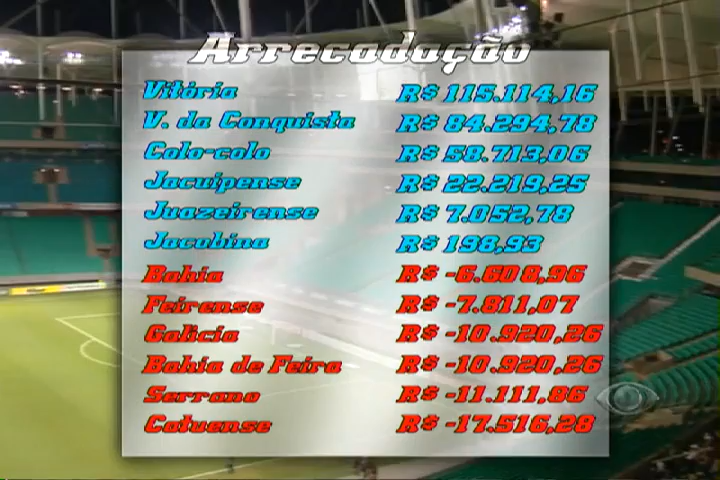 Arrecadação
Vitória R$ 115.114,16
V. da Conquista R$ 84.294,78
Colo-colo R$ 58.713,06
Jacuipense R$ 22.219,25
Juazeirense R$ 7.052,78
Jacobina R$ 198,93
Bahia R$ -6.608,96
Feirense R$ -7.811,07
Galicia R$ -10.920,26
Bahia de Feira R$ -10.920,26
Serrano R$ -11.111,86
Catuense R$ -17.516,28